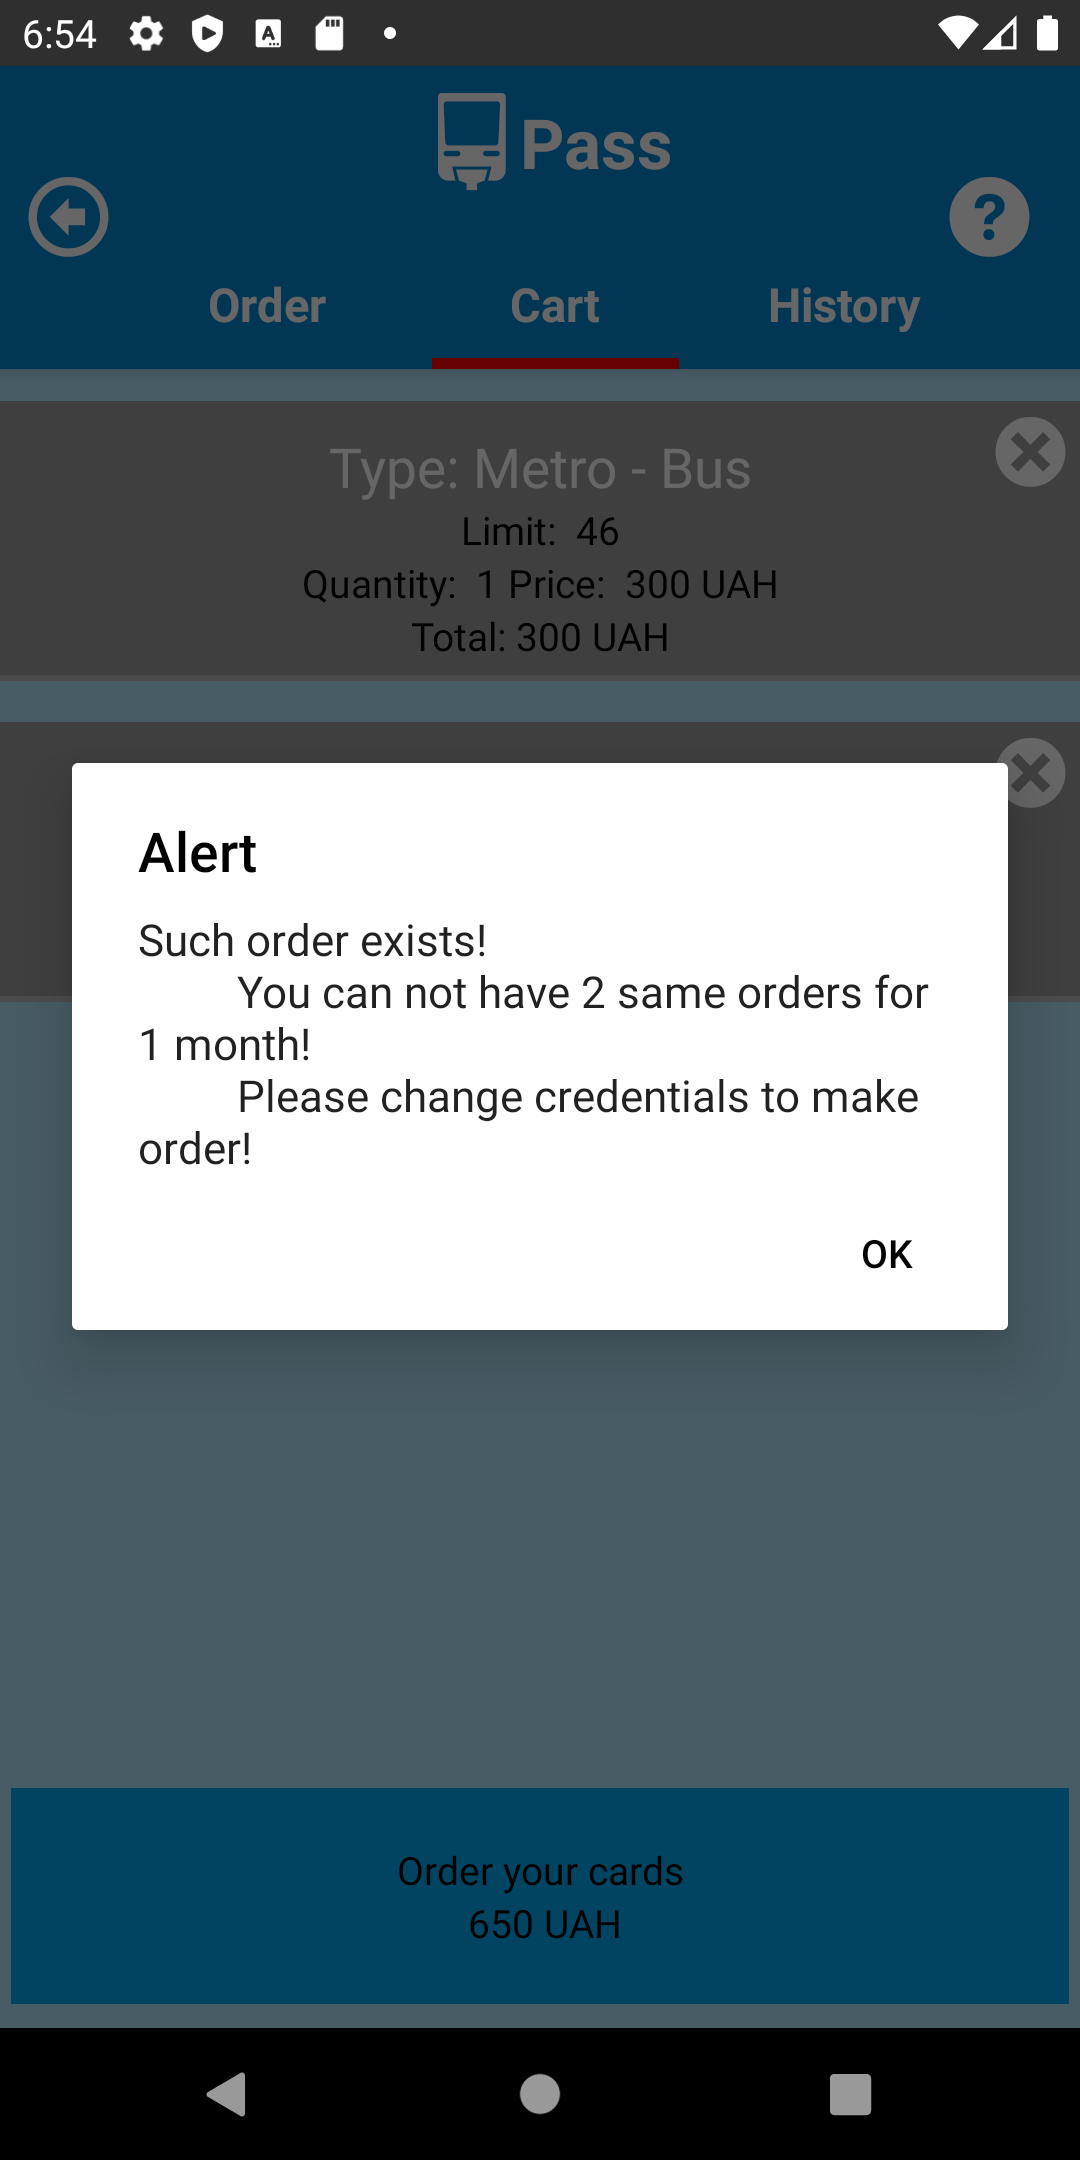 6:54
Pass
Order Cart History
Type: Metro - Bus
Limit: 46
Quantity: 1 Price: 300 UAH
Total: 300 UAH
Alert
Such order exists!
You can not have 2 same orders for
1 month!
Please change credentials to make
order!
OK
Order your cards
650 UAH